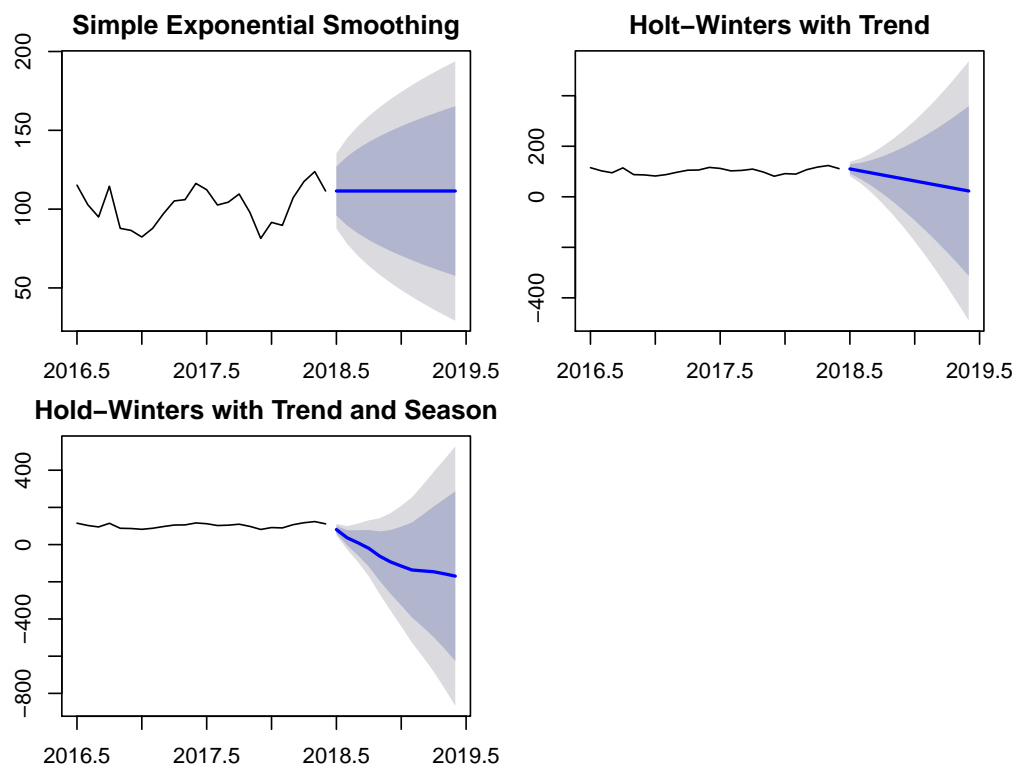 Simple Exponential Smoothing
200
150
100
50
2016.5 2017.5 2018.5 2019.5
Holt−Winters with Trend
200
0
−400
2016.5 2017.5 2018.5 2019.5
Hold−Winters with Trend and Season
400
0
−400
−800
2016.5 2017.5 2018.5 2019.5